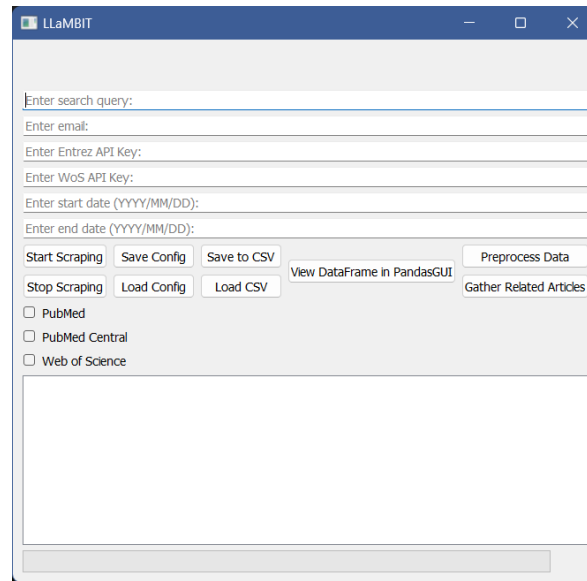 LLaMBIT
Enter search query:
Enter email:
Enter Entrez API Key:
Enter WoS API Key:
Enter start date (YYYY/MM/DD):
Enter end date (YYYY/MM/DD):
Start Scraping Save Config Save to CSV Preprocess Data
View DataFrame in PandasGUI
Stop Scraping Load Config Load CSV Gather Related Articles
PubMed
PubMed Central
Web of Science